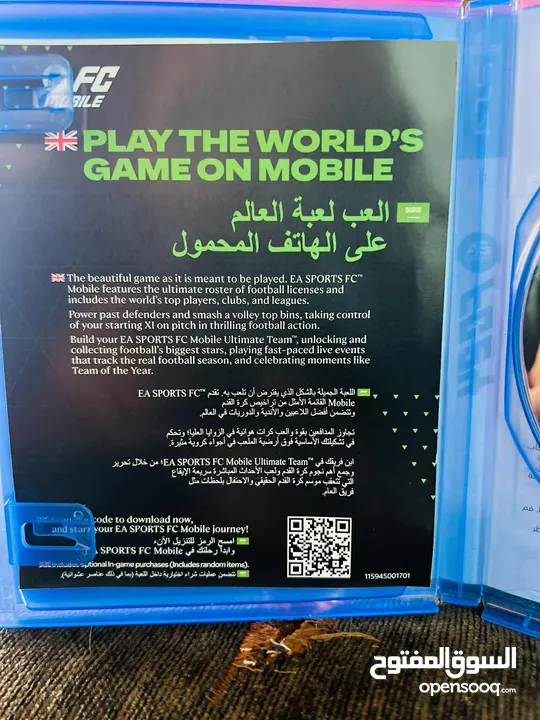 FC
MOBILE
PLAY THE WORLD'S
GAME ON MOBILE
العب لعبة العالم
على الهاتف المحمول
The beautiful game as it is meant to be played. EA SPORTS FC™
Mobile features the ultimate roster of football licenses and
includes the world's top players, clubs, and leagues.
Power past defenders and smash a volley top bins, taking control
of your starting XI on pitch in thrilling football action.
Build your EA SPORTS FC Mobile Ultimate Team™, unlocking and
collecting football's biggest stars, playing fast-paced live events
that track the real football season, and celebrating moments like
Team of the Year.
اللعبة الجميلة بالشكل الذي يفترض أن تلعب به. تقدم EA SPORTS FC™
Mobile القائمة الأمثل من تراخيص كرة القدم
وتتضمن أفضل اللاعبين والأندية والدوريات في العالم.
تجاوز المدافعين بقوة والعب كرات هوائية في الزوايا العليا؛ وتحكم
في تشكيلتك الأساسية فوق أرضية الملعب في أجواء كروية مثيرة.
ابن فريقك في EA SPORTS FC Mobile Ultimate Team™؛ من خلال تحرير
وجمع أهم نجوم كرة القدم ولعب الأحداث المباشرة سريعة الإيقاع
التي تتعقب موسم كرة القدم الحقيقي والاحتفال بلحظات مثل
فريق العام.
code to download now,
and start your EA SPORTS FC Mobile journey!
امسح الرمز للتنزيل الآن،
وابدأ رحلتك في EA SPORTS FC Mobile!
Includes optional in-game purchases (Includes random items).
تتضمن عمليات شراء اختيارية داخل اللعبة (بما في ذلك عناصر عشوائية).
115945001701
السوق المفتوح
opensooq.com